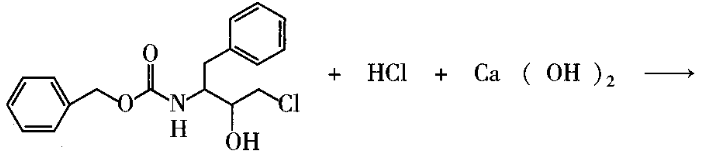 O
O N Cl + HCl + Ca ( OH )₂ ⟶
H
OH